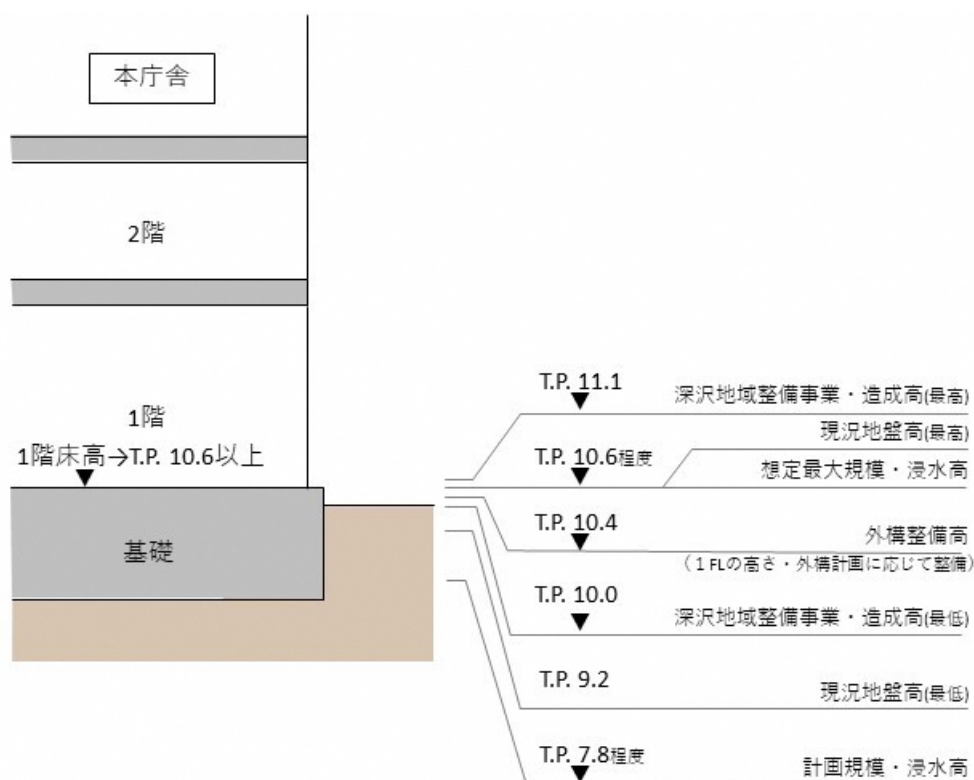 本庁舎
2階
1階
1階床高→T.P. 10.6以上
基礎
T.P. 11.1
深沢地域整備事業・造成高(最高)
現況地盤高(最高)
T.P. 10.6程度
想定最大規模・浸水高
T.P. 10.4
外構整備高
（１FLの高さ・外構計画に応じて整備）
T.P. 10.0
深沢地域整備事業・造成高(最低)
T.P. 9.2
現況地盤高(最低)
T.P. 7.8程度
計画規模・浸水高